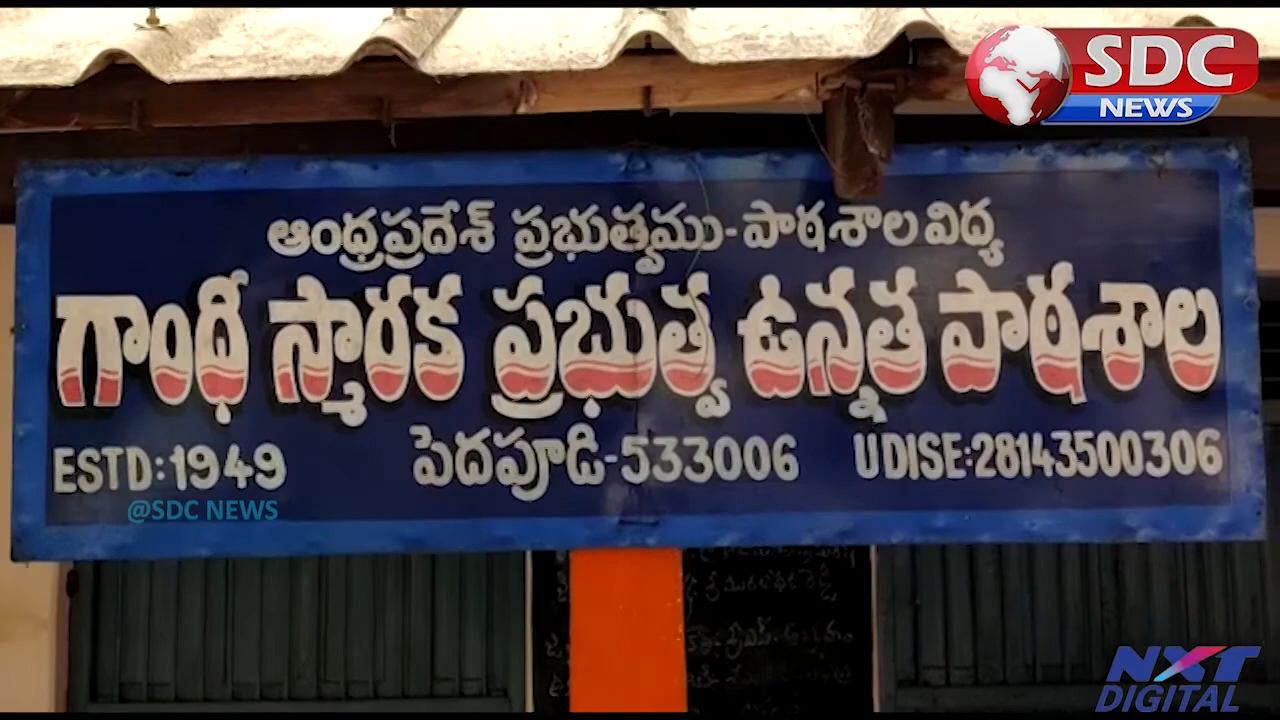 SDC
NEWS
ఆంధ్రప్రదేశ్ ప్రభుత్వము-పాఠశాల విద్య
గాంధీ స్మారక ప్రభుత్వ ఉన్నత పాఠశాల
ESTD:1949 పెదపూడి-533006 UDISE:28143500306
@SDC NEWS
NXT
DIGITAL